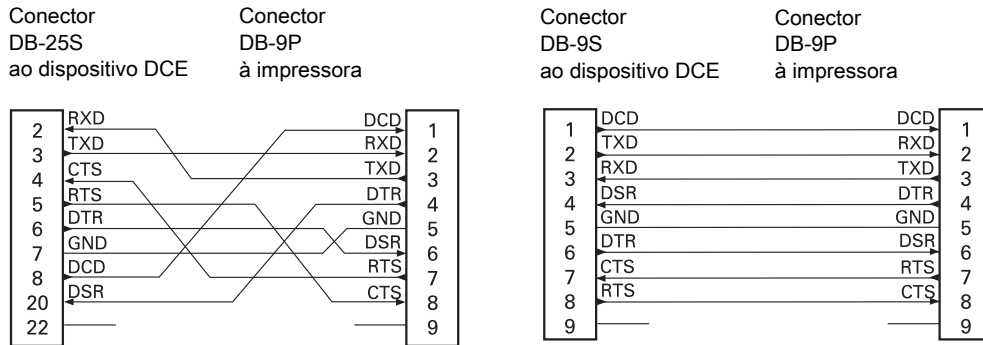 Conector
DB-25S
ao dispositivo DCE
Conector
DB-9P
à impressora
2 RXD DCD 1
3 TXD RXD 2
4 CTS TXD 3
5 RTS DTR 4
6 DTR GND 5
7 GND DSR 6
8 DCD RTS 7
20 DSR CTS 8
22 9
Conector
DB-9S
ao dispositivo DCE
Conector
DB-9P
à impressora
1 DCD DCD 1
2 TXD RXD 2
3 RXD TXD 3
4 DSR DTR 4
5 GND GND 5
6 DTR DSR 6
7 CTS RTS 7
8 RTS CTS 8
9 9